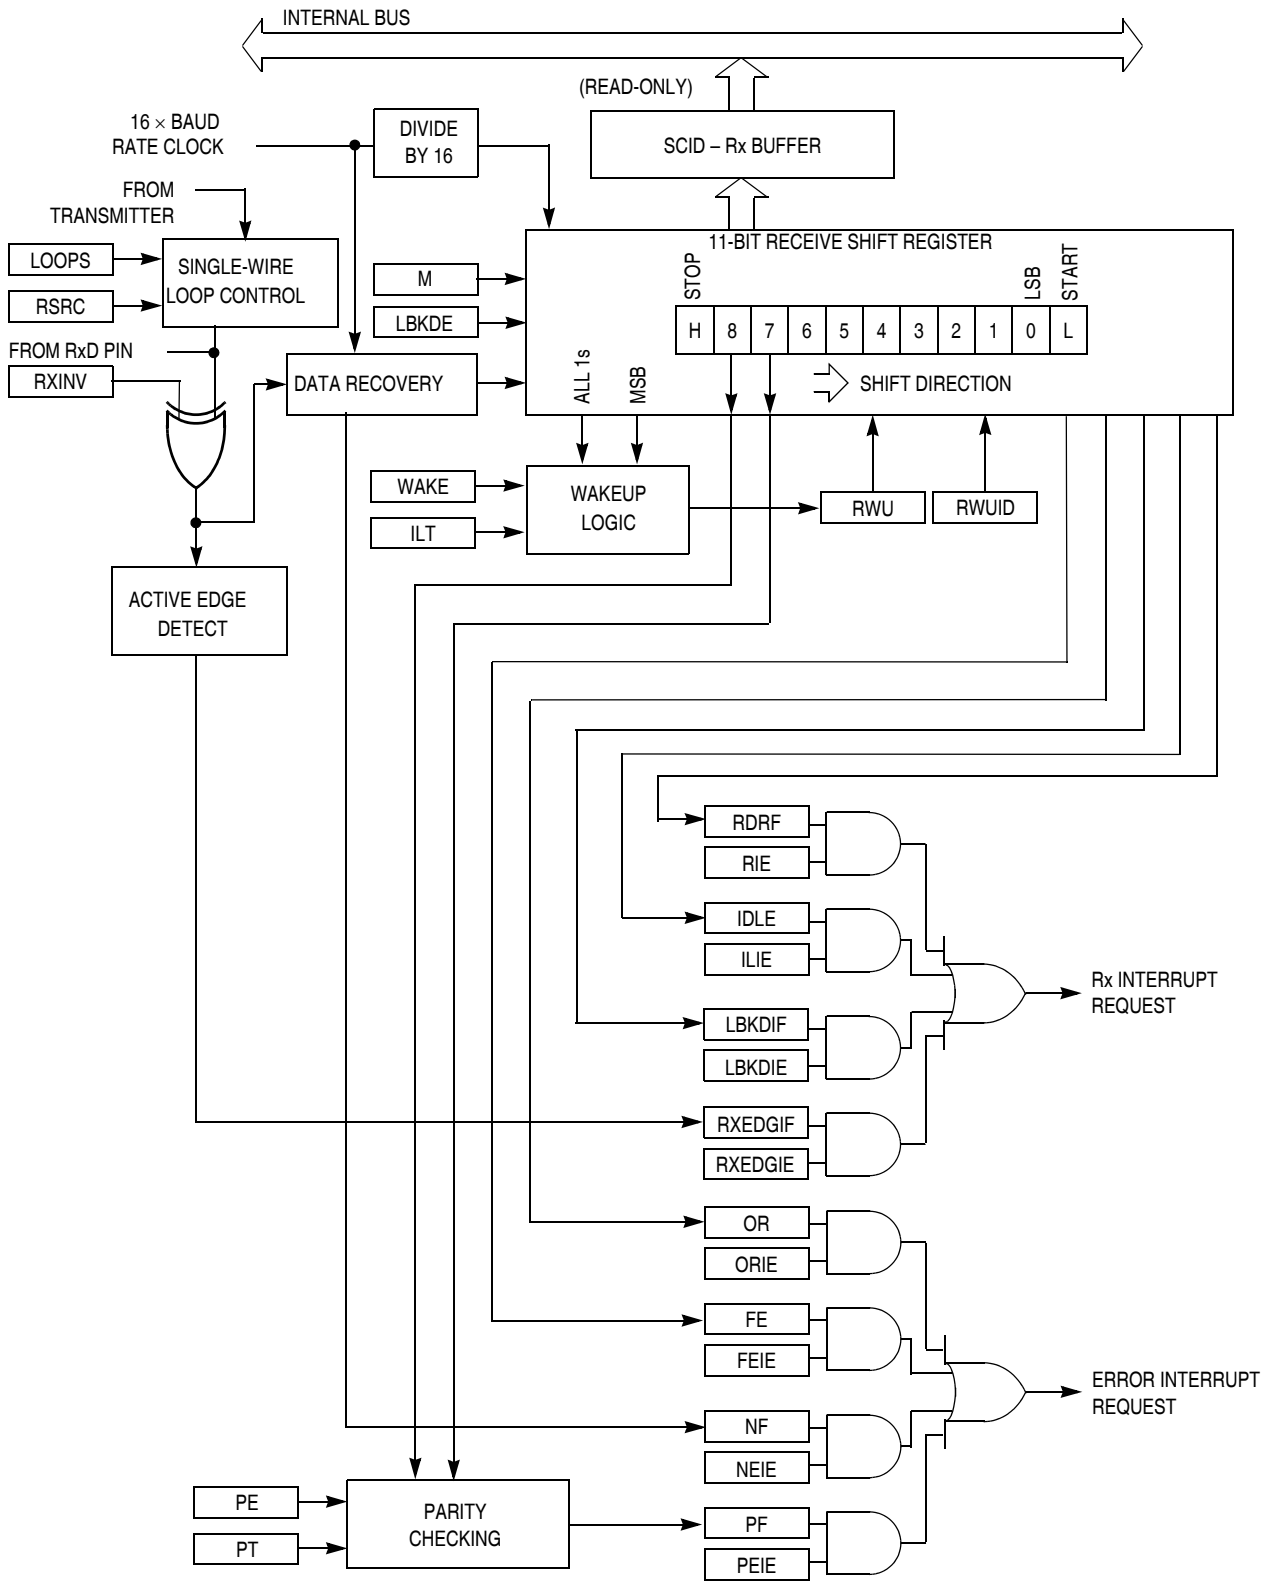 INTERNAL BUS
(READ-ONLY)
16 × BAUD
RATE CLOCK
DIVIDE
BY 16
SCID – Rx BUFFER
FROM
TRANSMITTER
LOOPS
RSRC
SINGLE-WIRE
LOOP CONTROL
11-BIT RECEIVE SHIFT REGISTER
M
LBKDE
STOP
LSB
START
H 8 7 6 5 4 3 2 1 0 L
FROM RxD PIN
RXINV
DATA RECOVERY
ALL 1s
MSB
SHIFT DIRECTION
WAKE
ILT
WAKEUP
LOGIC
RWU
RWUID
ACTIVE EDGE
DETECT
RDRF
RIE
IDLE
ILIE
Rx INTERRUPT
REQUEST
LBKDIF
LBKDIE
RXEDGIF
RXEDGIE
OR
ORIE
FE
FEIE
ERROR INTERRUPT
REQUEST
NF
NEIE
PE
PT
PARITY
CHECKING
PF
PEIE